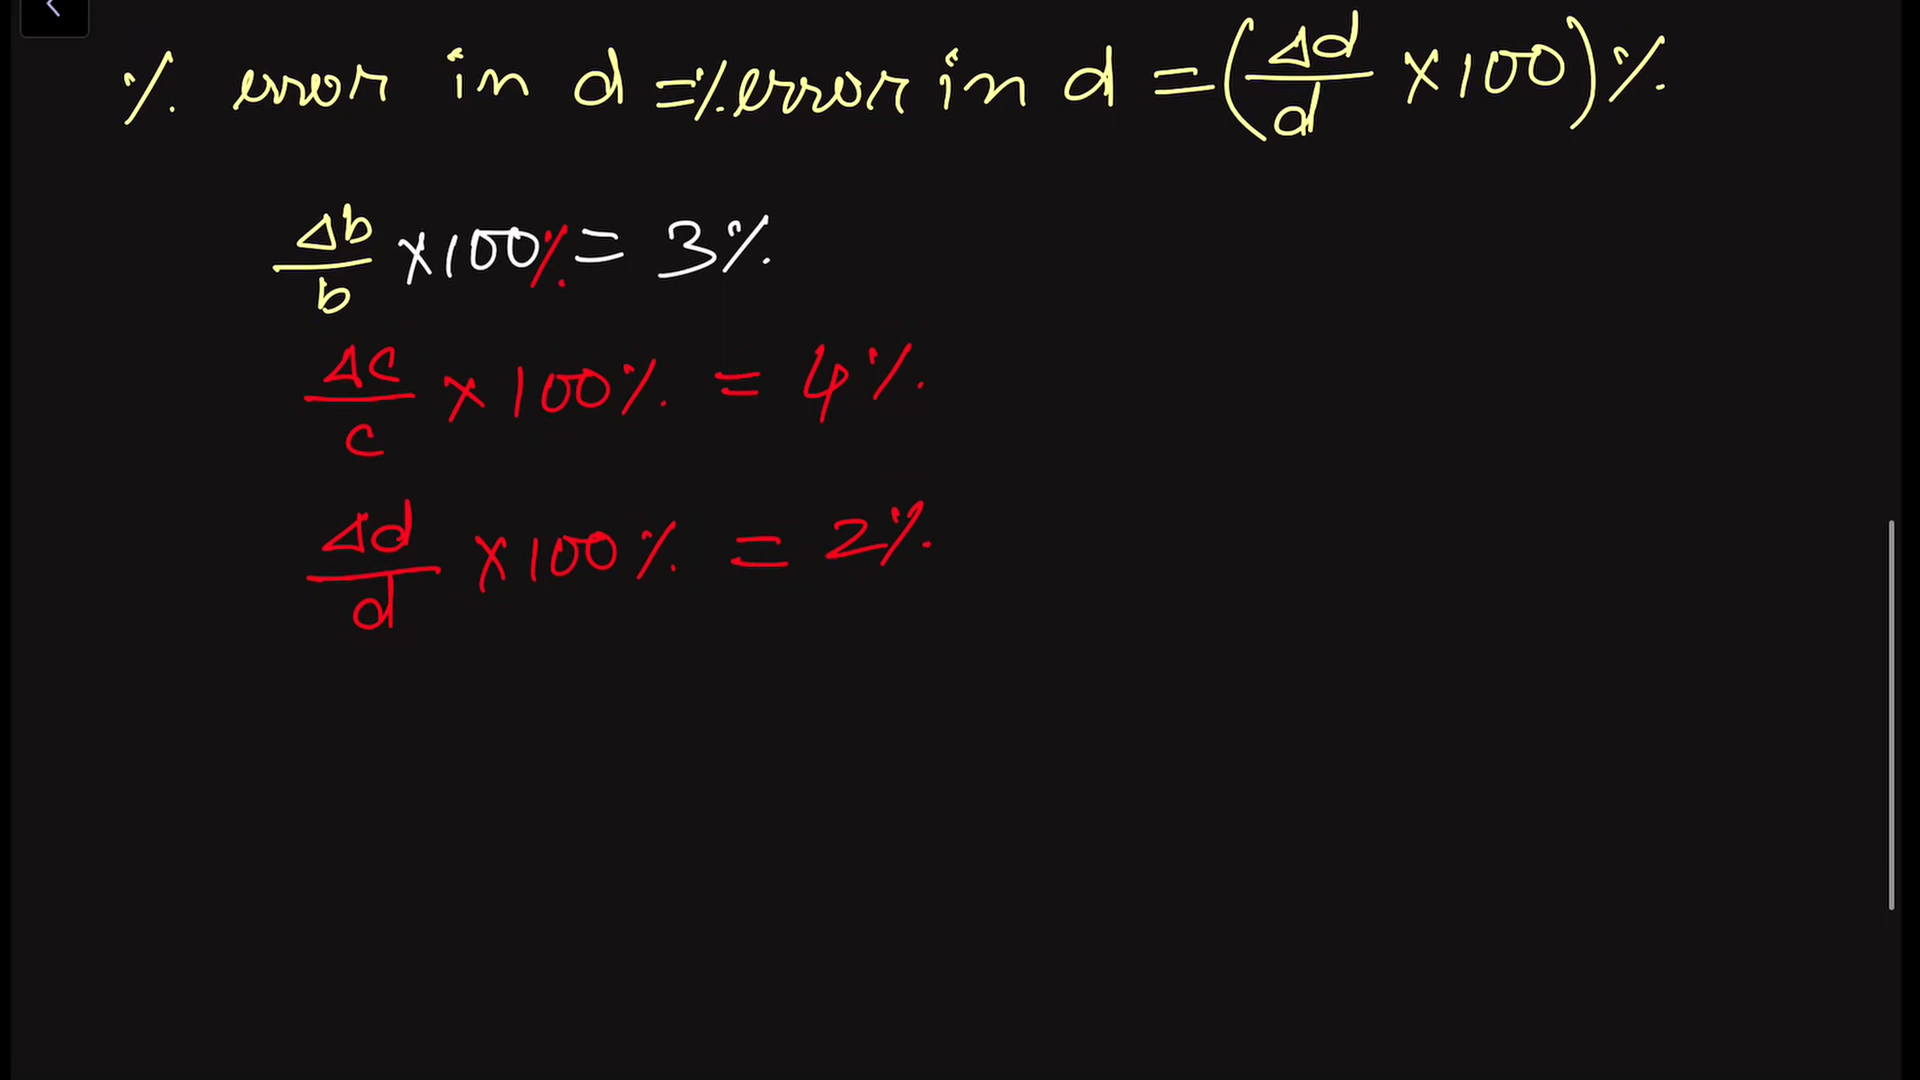 % error in d = % error in d = (Δd/d × 100)%
Δb/b × 100% = 3%
Δc/c × 100% = 4%
Δd/d × 100% = 2%